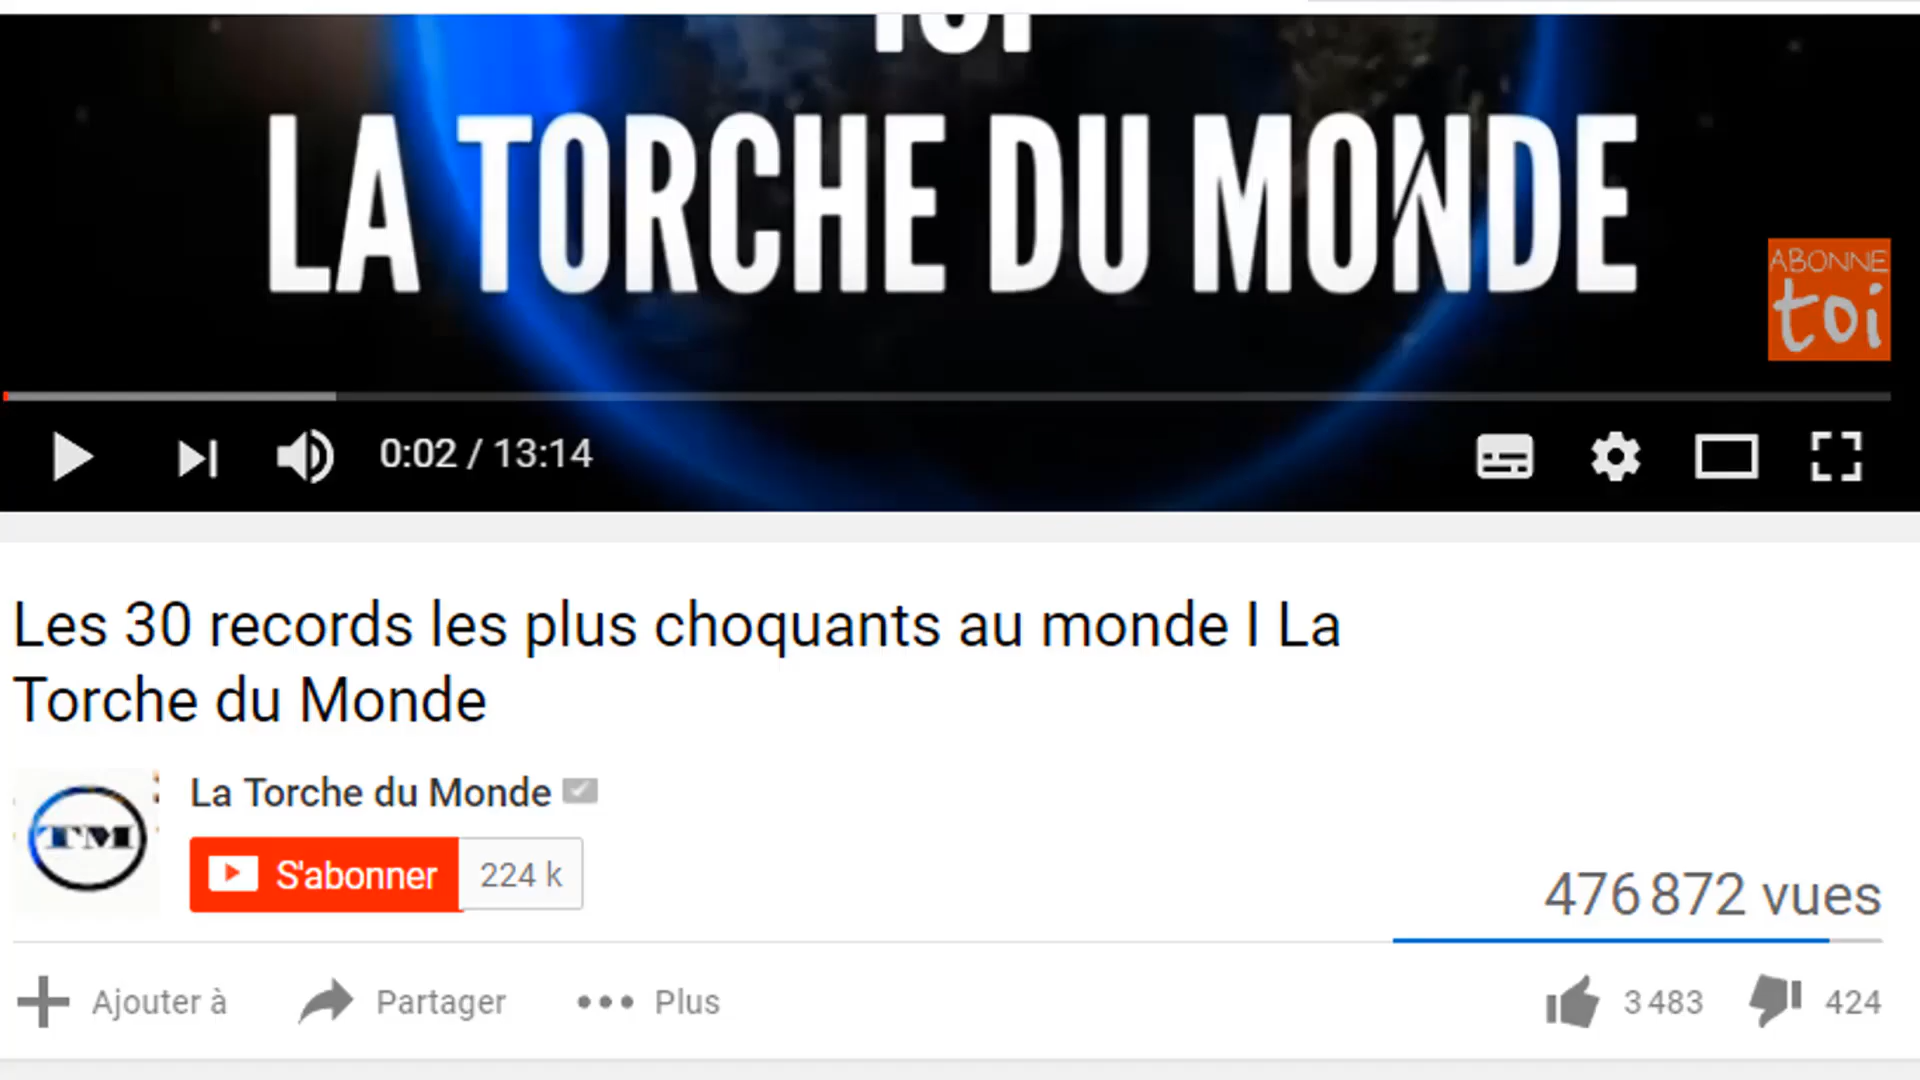 LA TORCHE DU MONDE
ABONNE
toi
0:02 / 13:14
Les 30 records les plus choquants au monde I La
Torche du Monde
TM
La Torche du Monde
S'abonner 224 k
476 872 vues
Ajouter à Partager Plus 3 483 424